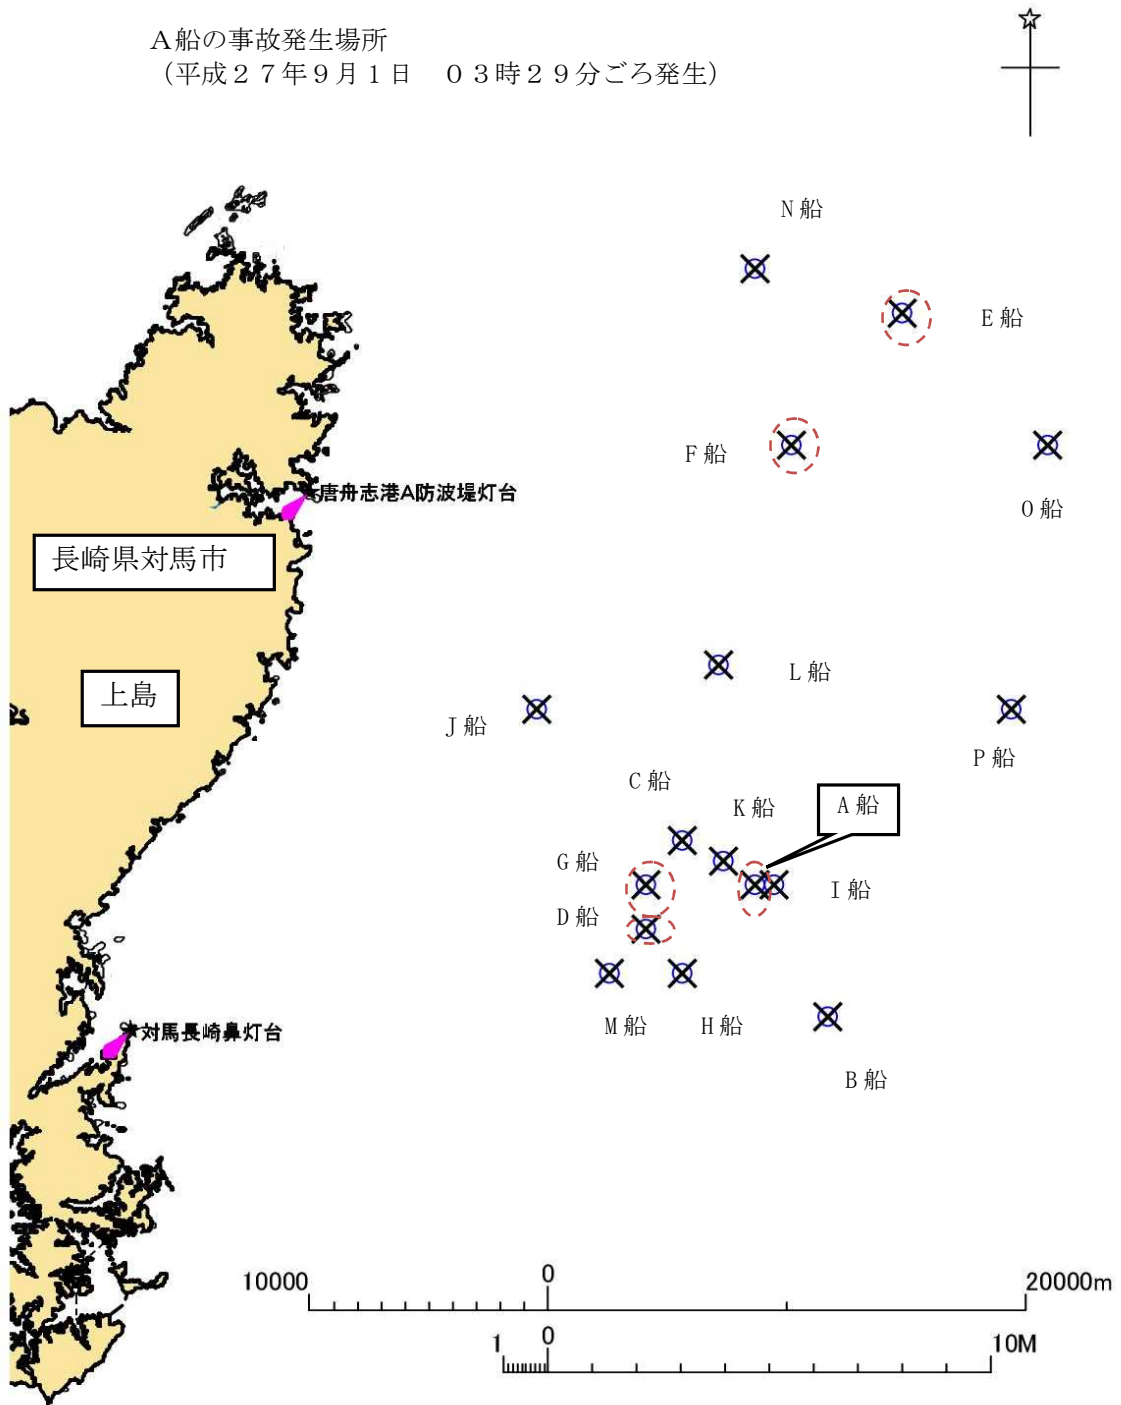 A船の事故発生場所
(平成27年9月1日 03時29分ごろ発生)
N船
E船
F船
O船
唐舟志港A防波堤灯台
長崎県対馬市
上島
L船
J船
P船
C船
K船
A船
G船
I船
D船
M船
H船
対馬長崎鼻灯台
B船
10000
0
20000m
1
0
10M